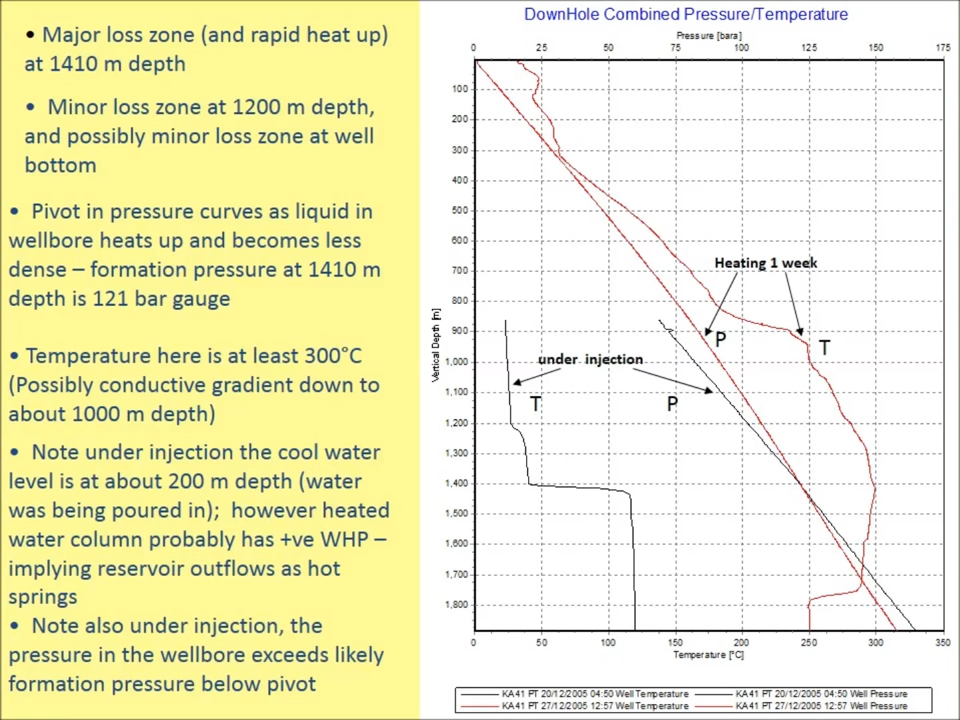 • Major loss zone (and rapid heat up)
at 1410 m depth
• Minor loss zone at 1200 m depth,
and possibly minor loss zone at well
bottom
• Pivot in pressure curves as liquid in
wellbore heats up and becomes less
dense – formation pressure at 1410 m
depth is 121 bar gauge
• Temperature here is at least 300°C
(Possibly conductive gradient down to
about 1000 m depth)
• Note under injection the cool water
level is at about 200 m depth (water
was being poured in); however heated
water column probably has +ve WHP –
implying reservoir outflows as hot
springs
• Note also under injection, the
pressure in the wellbore exceeds likely
formation pressure below pivot
DownHole Combined Pressure/Temperature
Pressure [bara]
0 25 50 75 100 125 150 175
100
200
300
400
500
600
700
800
900
1,000
1,100
1,200
1,300
1,400
1,500
1,600
1,700
1,800
Vertical Depth [m]
Heating 1 week
P
T
under injection
T
P
0 50 100 150 200 250 300 350
Temperature [°C]
KA41 PT 20/12/2005 04:50 Well Temperature
KA41 PT 20/12/2005 04:50 Well Pressure
KA41 PT 27/12/2005 12:57 Well Temperature
KA41 PT 27/12/2005 12:57 Well Pressure